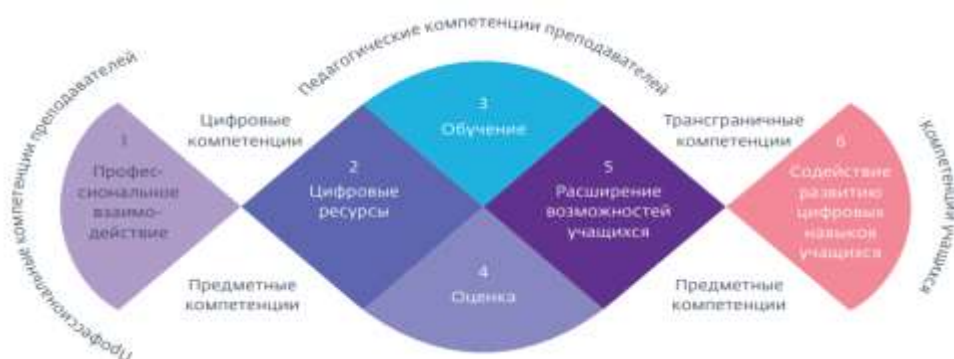 Профессиональные компетенции преподавателей
Педагогические компетенции преподавателей
Компетенции учащихся
1
Профес-
сиональное
взаимо-
действие
Цифровые
компетенции
Предметные
компетенции
2
Цифровые
ресурсы
3
Обучение
4
Оценка
5
Расширение
возможностей
учащихся
Трансграничные
компетенции
Предметные
компетенции
6
Содействие
развитию
цифровых
навыков
учащихся